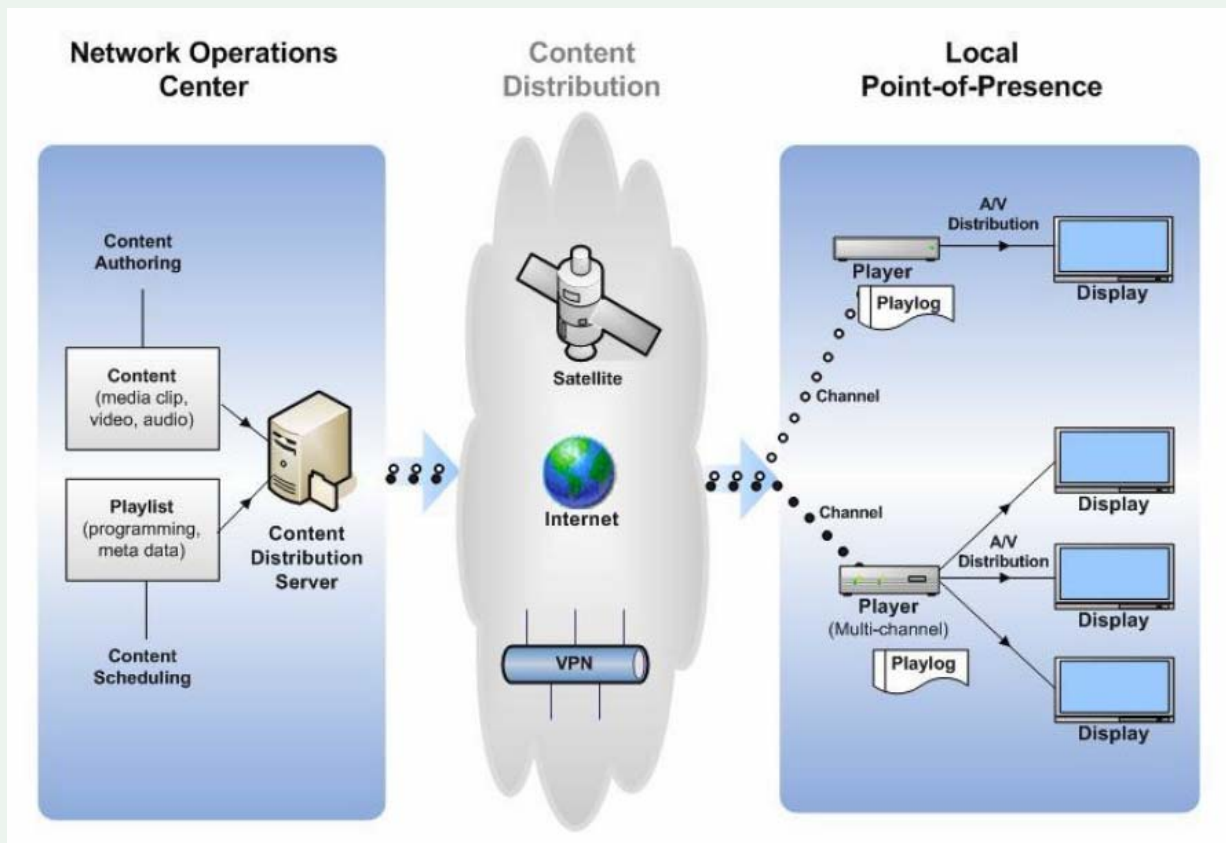 Network Operations
Center
Content
Authoring
Content
(media clip,
video, audio)
Playlist
(programming,
meta data)
Content
Scheduling
Content
Distribution
Server
Content
Distribution
Satellite
Internet
VPN
Local
Point-of-Presence
A/V
Distribution
Player
Playlog
Display
Channel
Channel
Display
A/V
Distribution
Display
Player
(Multi-channel)
Playlog
Display